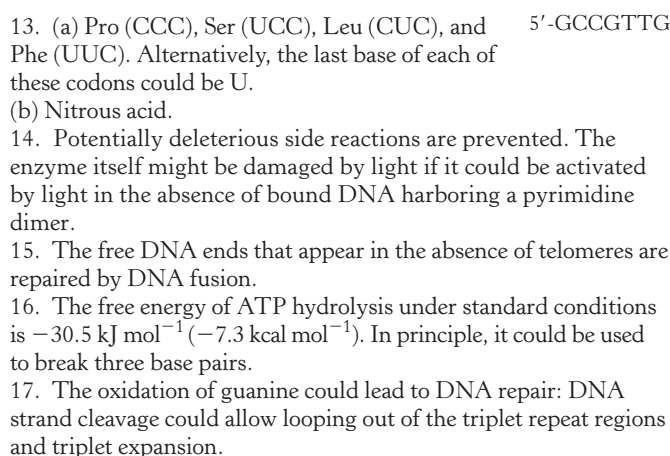 13. (a) Pro (CCC), Ser (UCC), Leu (CUC), and
Phe (UUC). Alternatively, the last base of each of
these codons could be U.
(b) Nitrous acid.
14. Potentially deleterious side reactions are prevented. The
enzyme itself might be damaged by light if it could be activated
by light in the absence of bound DNA harboring a pyrimidine
dimer.
15. The free DNA ends that appear in the absence of telomeres are
repaired by DNA fusion.
16. The free energy of ATP hydrolysis under standard conditions
is −30.5 kJ mol⁻¹ (−7.3 kcal mol⁻¹). In principle, it could be used
to break three base pairs.
17. The oxidation of guanine could lead to DNA repair: DNA
strand cleavage could allow looping out of the triplet repeat regions
and triplet expansion.
5′-GCCGTTG